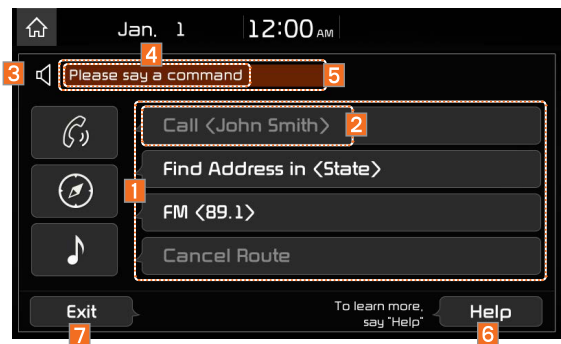 Jan. 1 12:00 AM
4
3 Please say a command 5
Call <John Smith> 2
Find Address in <State>
1
FM <89.1>
Cancel Route
Exit To learn more, say "Help" Help
7 6